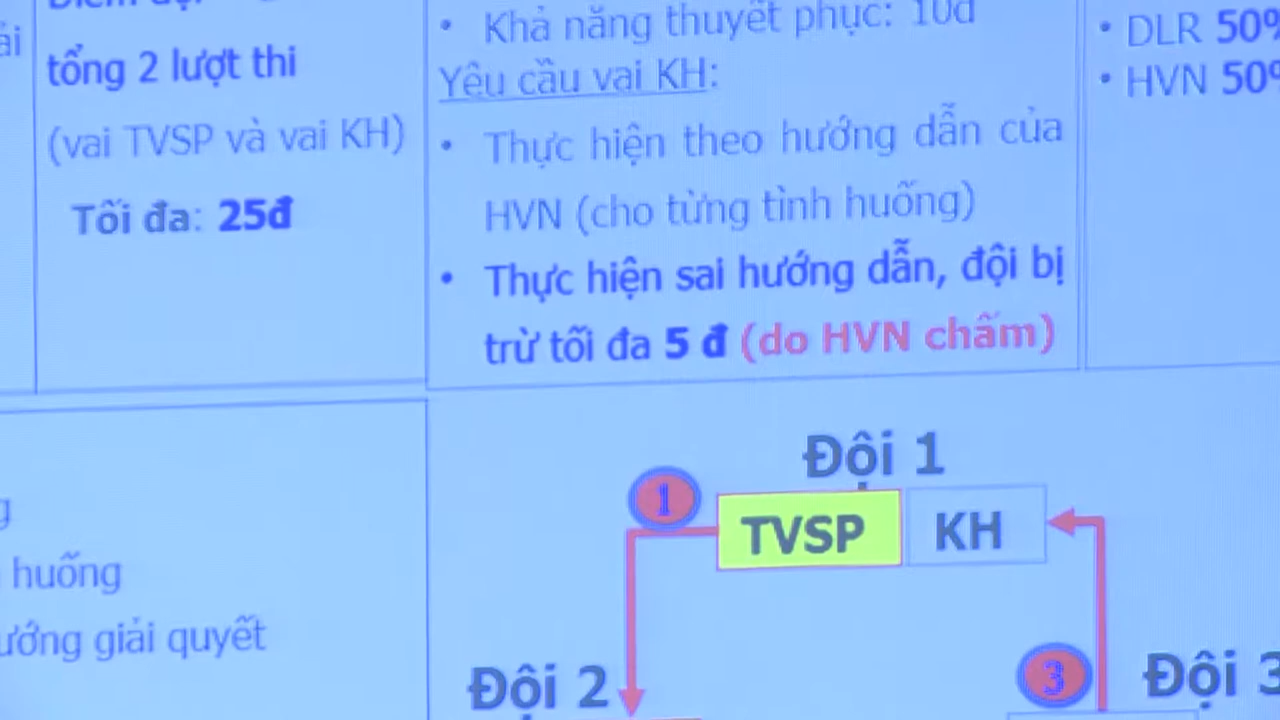 tổng 2 lượt thi
(vai TVSP và vai KH)
Tối đa: 25đ
• Khả năng thuyết phục: 10đ
Yêu cầu vai KH:
• Thực hiện theo hướng dẫn của
HVN (cho từng tình huống)
• Thực hiện sai hướng dẫn, đội bị
trừ tối đa 5 đ (do HVN chấm)
• DLR 50%
• HVN 50%
huống
giải quyết
Đội 1
1
TVSP
KH
Đội 2
3
Đội 3